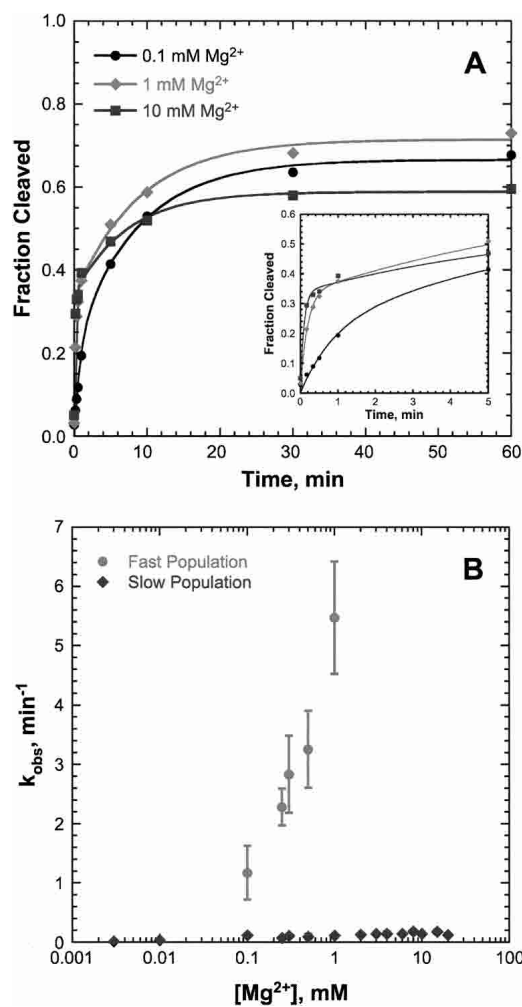 A
0.1 mM Mg2+
1 mM Mg2+
10 mM Mg2+
1.0
0.8
0.6
0.4
0.2
0.0
Fraction Cleaved
0 10 20 30 40 50 60
Time, min
0.6
0.5
0.4
0.3
0.2
0.1
0.0
Fraction Cleaved
0 1 2 3 4 5
Time, min
B
Fast Population
Slow Population
7
6
5
4
3
2
1
0
kobs, min-1
0.001 0.01 0.1 1 10 100
[Mg2+], mM